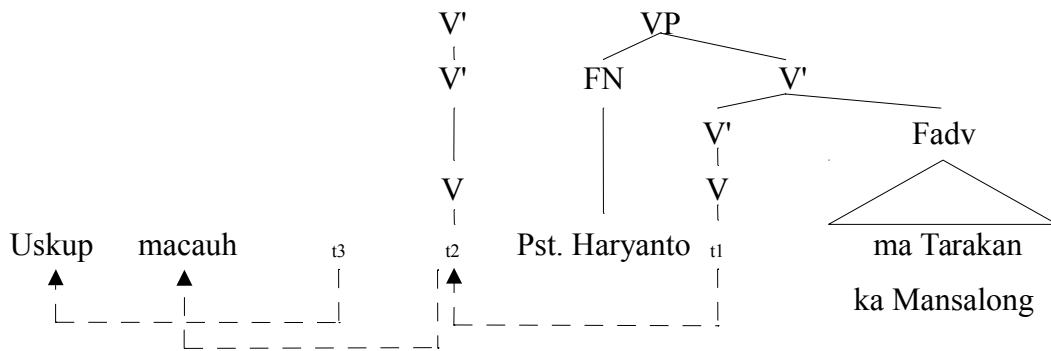 V' VP
V' FN V'
V' Fadv
V V
Uskup macauh t3 t2 Pst. Haryanto t1 ma Tarakan
ka Mansalong